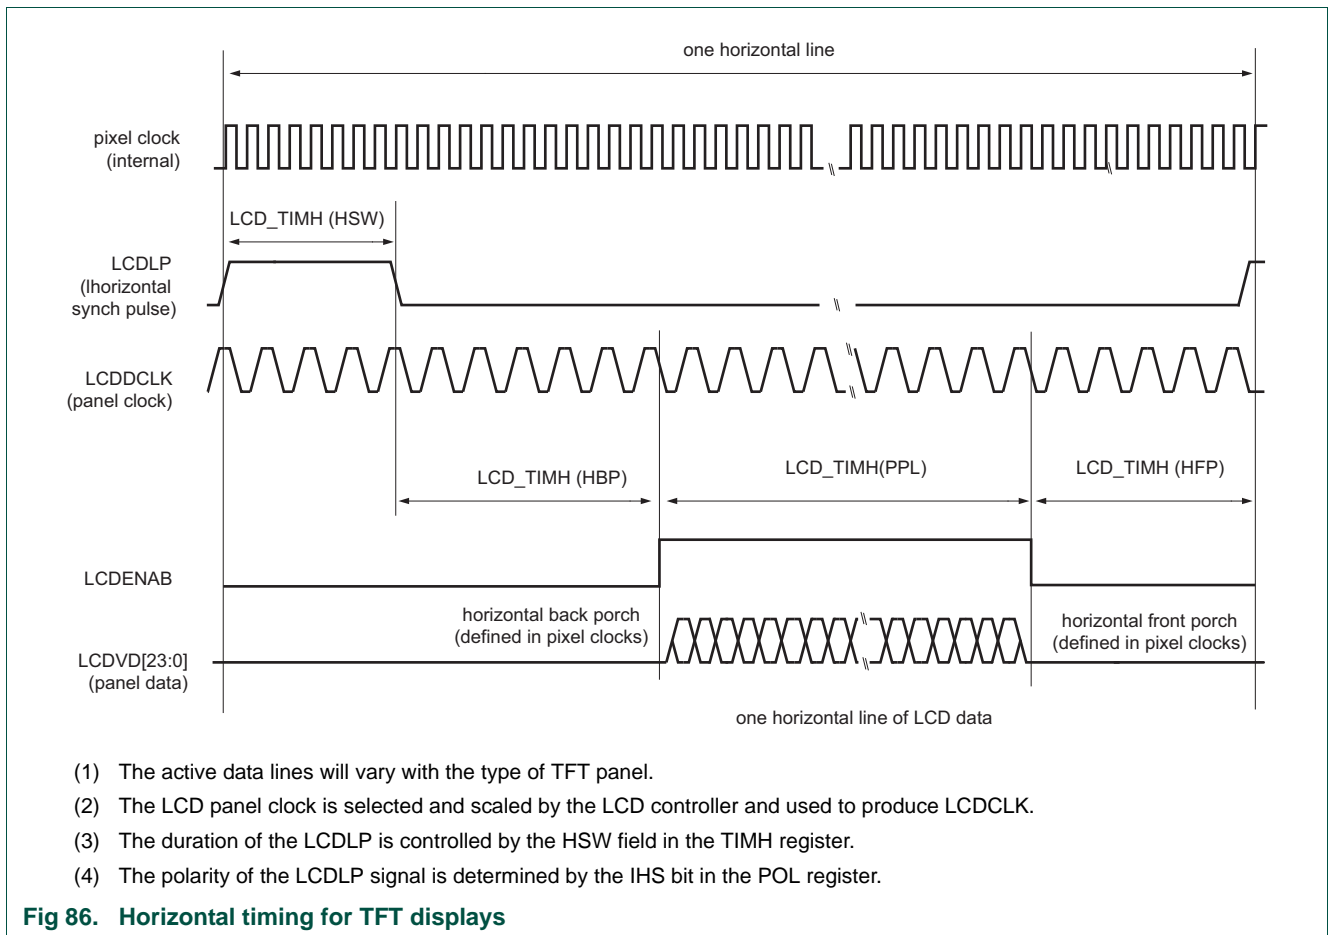 one horizontal line
pixel clock
(internal)
LCD_TIMH (HSW)
LCDLP
(lhorizontal
synch pulse)
LCDDCLK
(panel clock)
LCD_TIMH (HBP)
LCD_TIMH(PPL)
LCD_TIMH (HFP)
LCDENAB
horizontal back porch
(defined in pixel clocks)
horizontal front porch
(defined in pixel clocks)
LCDVD[23:0]
(panel data)
one horizontal line of LCD data
(1) The active data lines will vary with the type of TFT panel.
(2) The LCD panel clock is selected and scaled by the LCD controller and used to produce LCDCLK.
(3) The duration of the LCDLP is controlled by the HSW field in the TIMH register.
(4) The polarity of the LCDLP signal is determined by the IHS bit in the POL register.
Fig 86. Horizontal timing for TFT displays